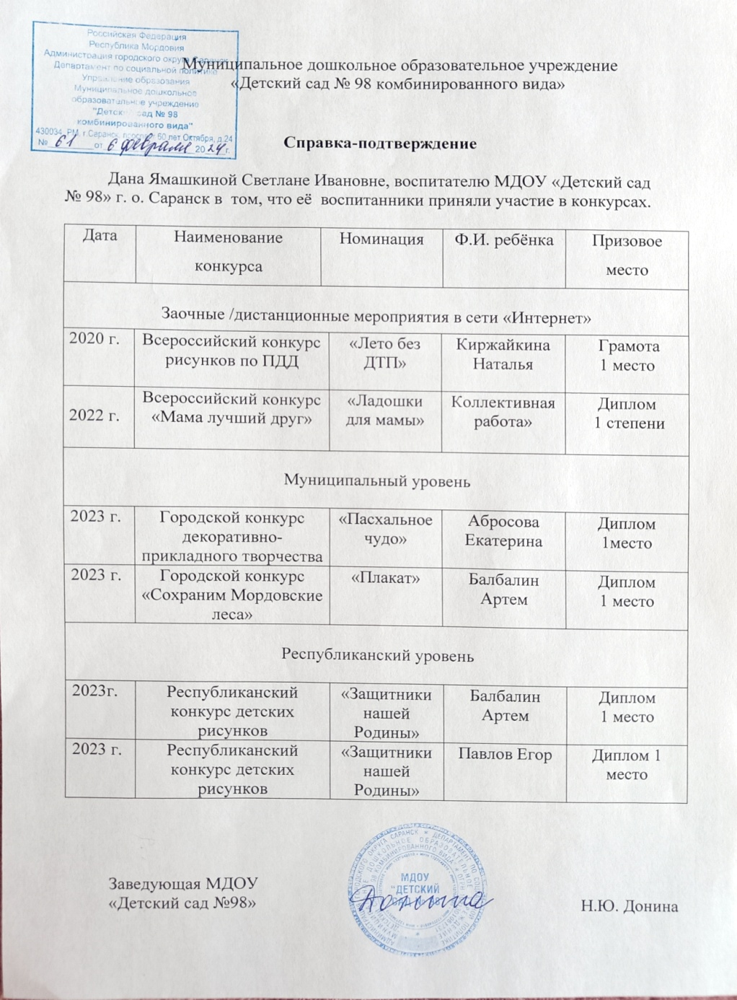 Российская Федерация
Республика Мордовия
Администрация городского округа Саранск
Департамент по социальной политике
Управление образования
Муниципальное дошкольное
образовательное учреждение
"Детский сад № 98
комбинированного вида"
430034, РМ, г.Саранск, проспект 60 лет Октября, д.24
№ 61 от 6 февраля 2024 г.
Муниципальное дошкольное образовательное учреждение
«Детский сад № 98 комбинированного вида»
Справка-подтверждение
Дана Ямашкиной Светлане Ивановне, воспитателю МДОУ «Детский сад
№ 98» г. о. Саранск в том, что её воспитанники приняли участие в конкурсах.
Дата
Наименование
конкурса
Номинация
Ф.И. ребёнка
Призовое
место
Заочные /дистанционные мероприятия в сети «Интернет»
2020 г.
Всероссийский конкурс
рисунков по ПДД
«Лето без
ДТП»
Киржайкина
Наталья
Грамота
1 место
2022 г.
Всероссийский конкурс
«Мама лучший друг»
«Ладошки
для мамы»
Коллективная
работа»
Диплом
1 степени
Муниципальный уровень
2023 г.
Городской конкурс
декоративно-
прикладного творчества
«Пасхальное
чудо»
Абросова
Екатерина
Диплом
1место
2023 г.
Городской конкурс
«Сохраним Мордовские
леса»
«Плакат»
Балбалин
Артем
Диплом
1 место
Республиканский уровень
2023г.
Республиканский
конкурс детских
рисунков
«Защитники
нашей
Родины»
Балбалин
Артем
Диплом
1 место
2023 г.
Республиканский
конкурс детских
рисунков
«Защитники
нашей
Родины»
Павлов Егор
Диплом 1
место
Заведующая МДОУ
«Детский сад №98»
МДОУ
"ДЕТСКИЙ
Н.Ю. Донина